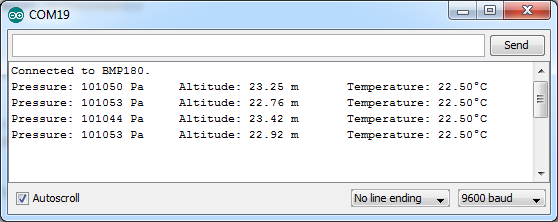 COM19
Send
Connected to BMP180.
Pressure: 101050 Pa Altitude: 23.25 m Temperature: 22.50°C
Pressure: 101053 Pa Altitude: 22.76 m Temperature: 22.50°C
Pressure: 101044 Pa Altitude: 23.42 m Temperature: 22.50°C
Pressure: 101053 Pa Altitude: 22.92 m Temperature: 22.50°C
Autoscroll No line ending 9600 baud